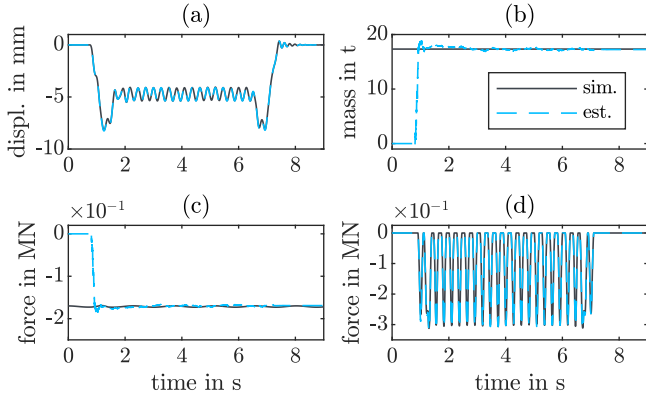 (a)
(b)
displ. in mm
0
-5
-10
0
2
4
6
8
mass in t
20
10
0
0
2
4
6
8
sim.
est.
(c)
(d)
×10⁻¹
force in MN
0
-1
-2
0
2
4
6
8
time in s
×10⁻¹
force in MN
0
-1
-2
-3
0
2
4
6
8
time in s